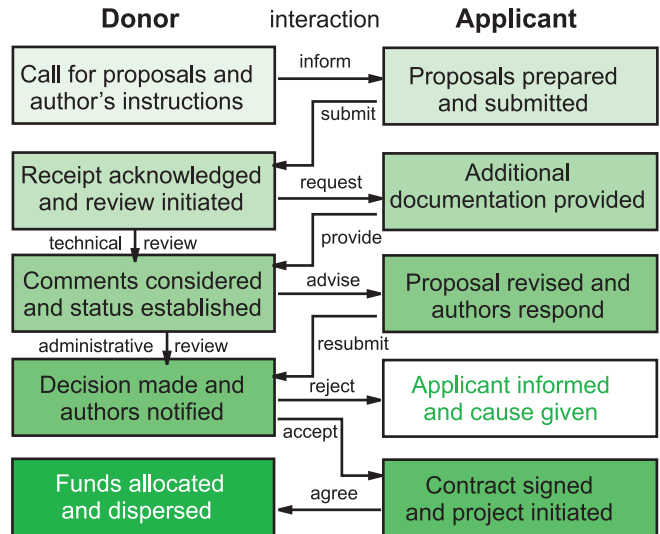 Donor interaction Applicant
Call for proposals and
author's instructions
inform
Proposals prepared
and submitted
submit
Receipt acknowledged
and review initiated
request
Additional
documentation provided
provide
technical review
Comments considered
and status established
advise
Proposal revised and
authors respond
resubmit
administrative review
Decision made and
authors notified
reject
Applicant informed
and cause given
accept
Funds allocated
and dispersed
agree
Contract signed
and project initiated